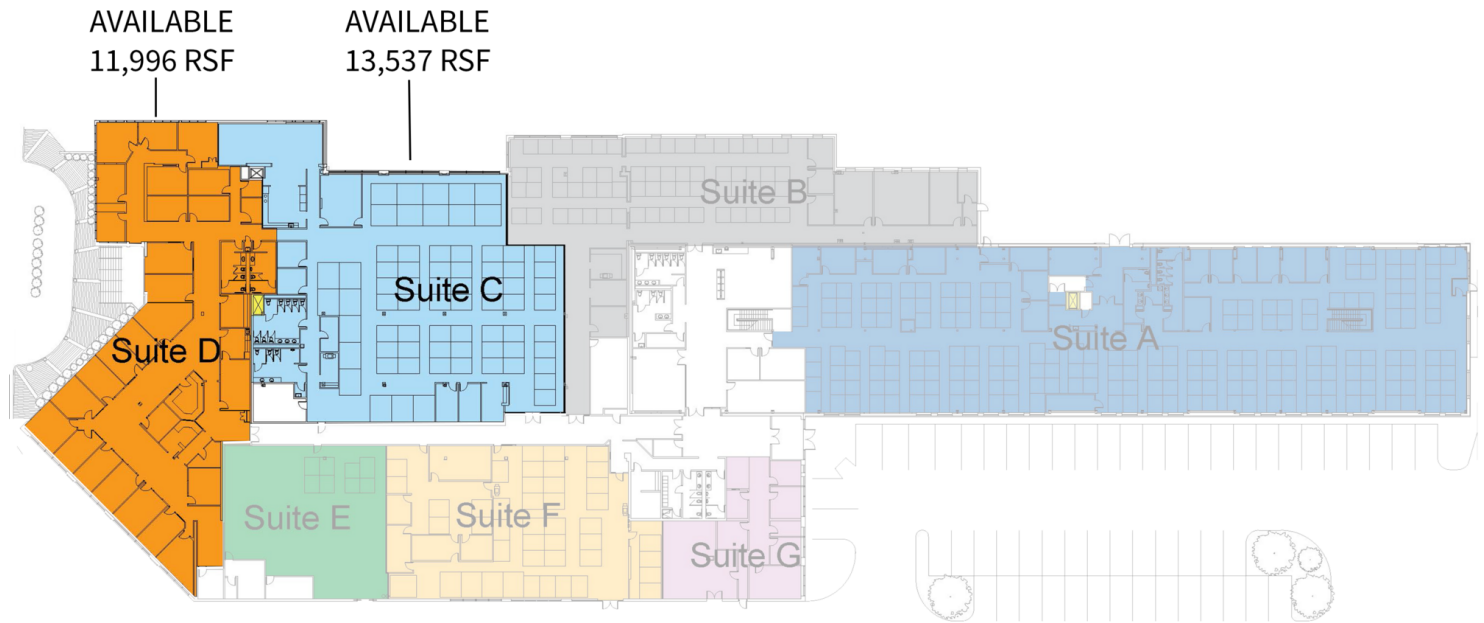 AVAILABLE
11,996 RSF
AVAILABLE
13,537 RSF
Suite B
Suite C
Suite A
Suite D
Suite E
Suite F
Suite G